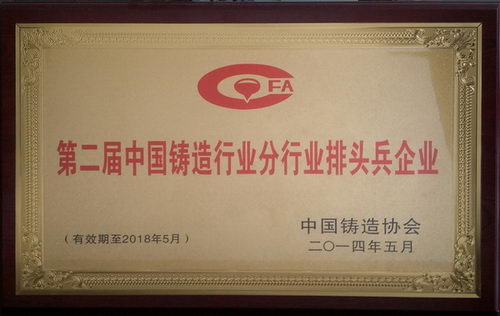 CFA
第二届中国铸造行业分行业排头兵企业
中国铸造协会
（有效期至2018年5月）
二〇一四年五月